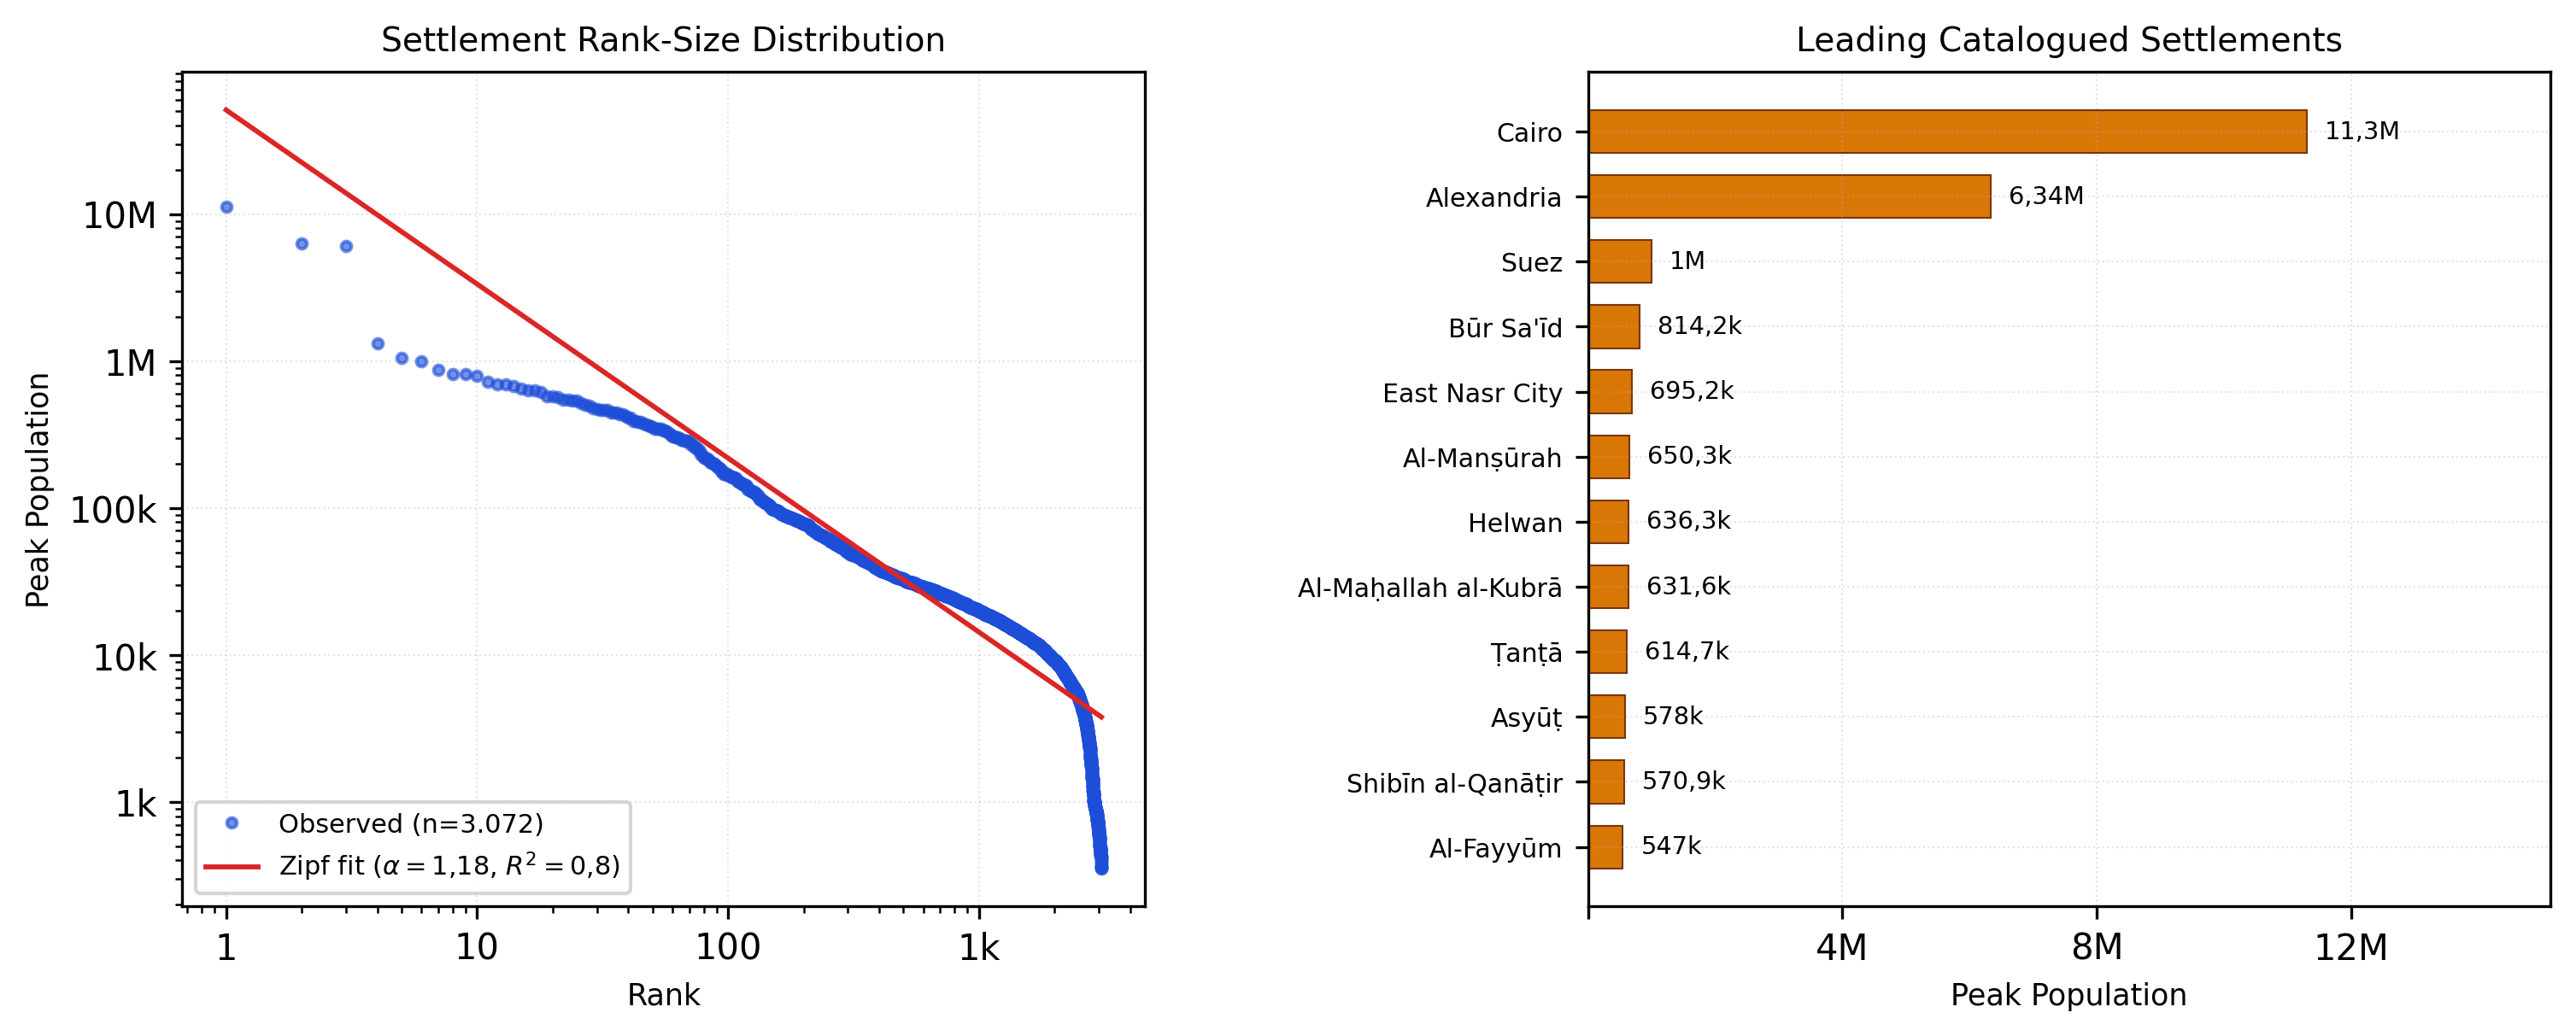 Settlement Rank-Size Distribution
Peak Population
10M
1M
100k
10k
1k
Observed (n=3.072)
Zipf fit (α = 1,18, R² = 0,8)
1
10
100
1k
Rank
Leading Catalogued Settlements
Cairo 11,3M
Alexandria 6,34M
Suez 1M
Būr Sa'īd 814,2k
East Nasr City 695,2k
Al-Manṣūrah 650,3k
Helwan 636,3k
Al-Maḥallah al-Kubrā 631,6k
Ṭanṭā 614,7k
Asyūṭ 578k
Shibīn al-Qanāṭir 570,9k
Al-Fayyūm 547k
4M
8M
12M
Peak Population